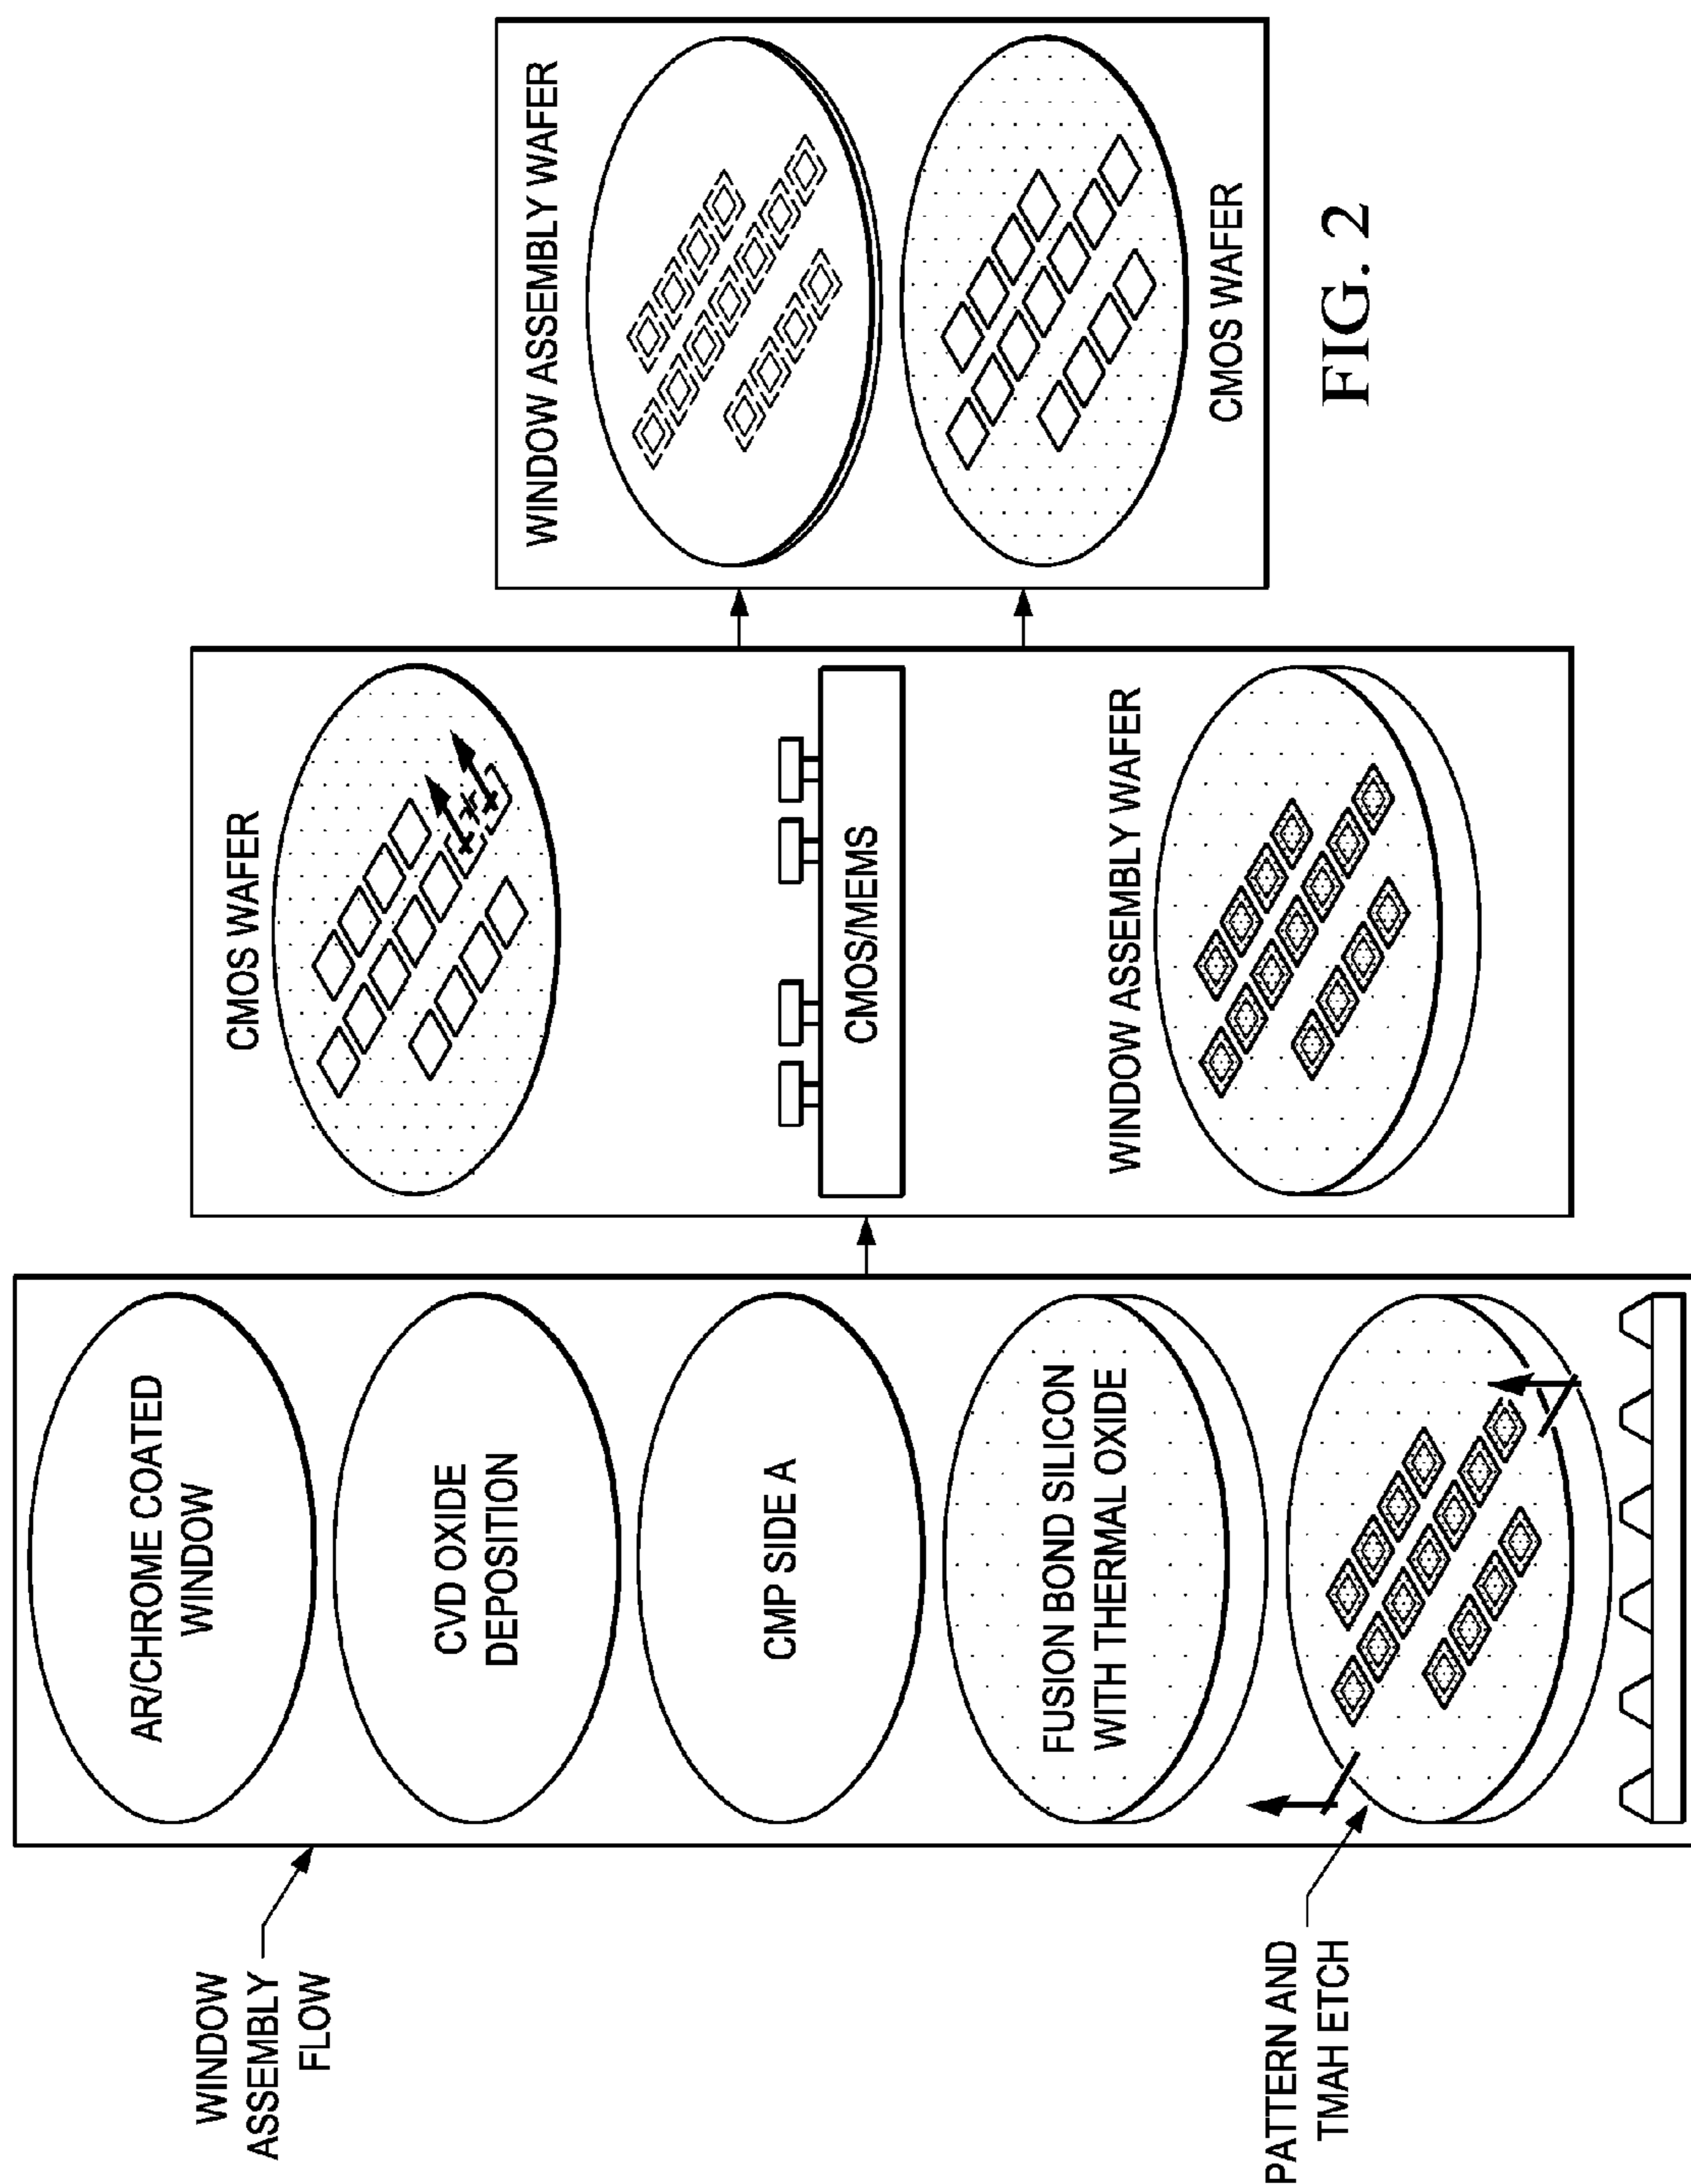 WINDOW
ASSEMBLY
FLOW
AR/CHROME COATED
WINDOW
CVD OXIDE
DEPOSITION
CMP SIDE A
FUSION BOND SILICON
WITH THERMAL OXIDE
PATTERN AND
TMAH ETCH
CMOS WAFER
CMOS/MEMS
WINDOW ASSEMBLY WAFER
WINDOW ASSEMBLY WAFER
CMOS WAFER
FIG. 2